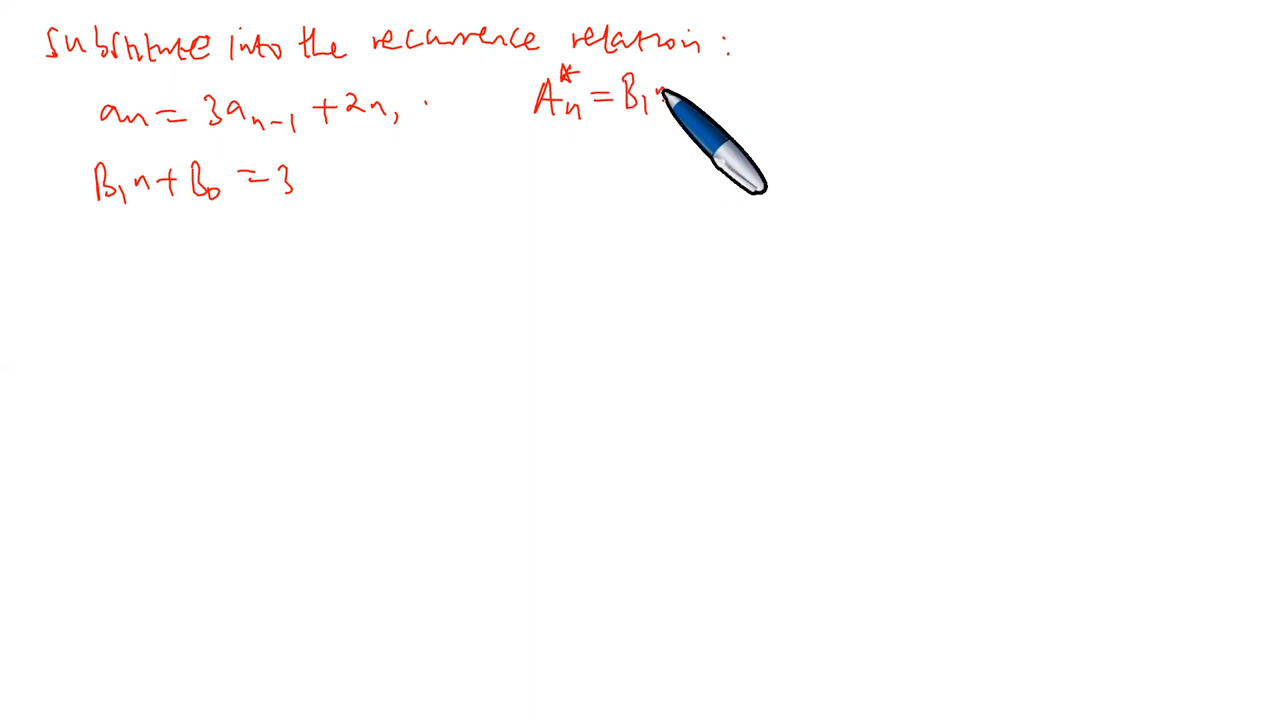 substitute into the recurrence relation:
an = 3an-1 + 2n, .
A*n = B1n
B1n + B0 = 3